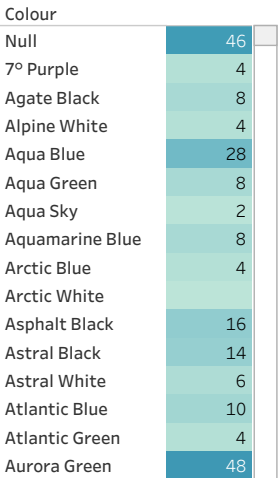 Colour
Null 46
7° Purple 4
Agate Black 8
Alpine White 4
Aqua Blue 28
Aqua Green 8
Aqua Sky 2
Aquamarine Blue 8
Arctic Blue 4
Arctic White
Asphalt Black 16
Astral Black 14
Astral White 6
Atlantic Blue 10
Atlantic Green 4
Aurora Green 48